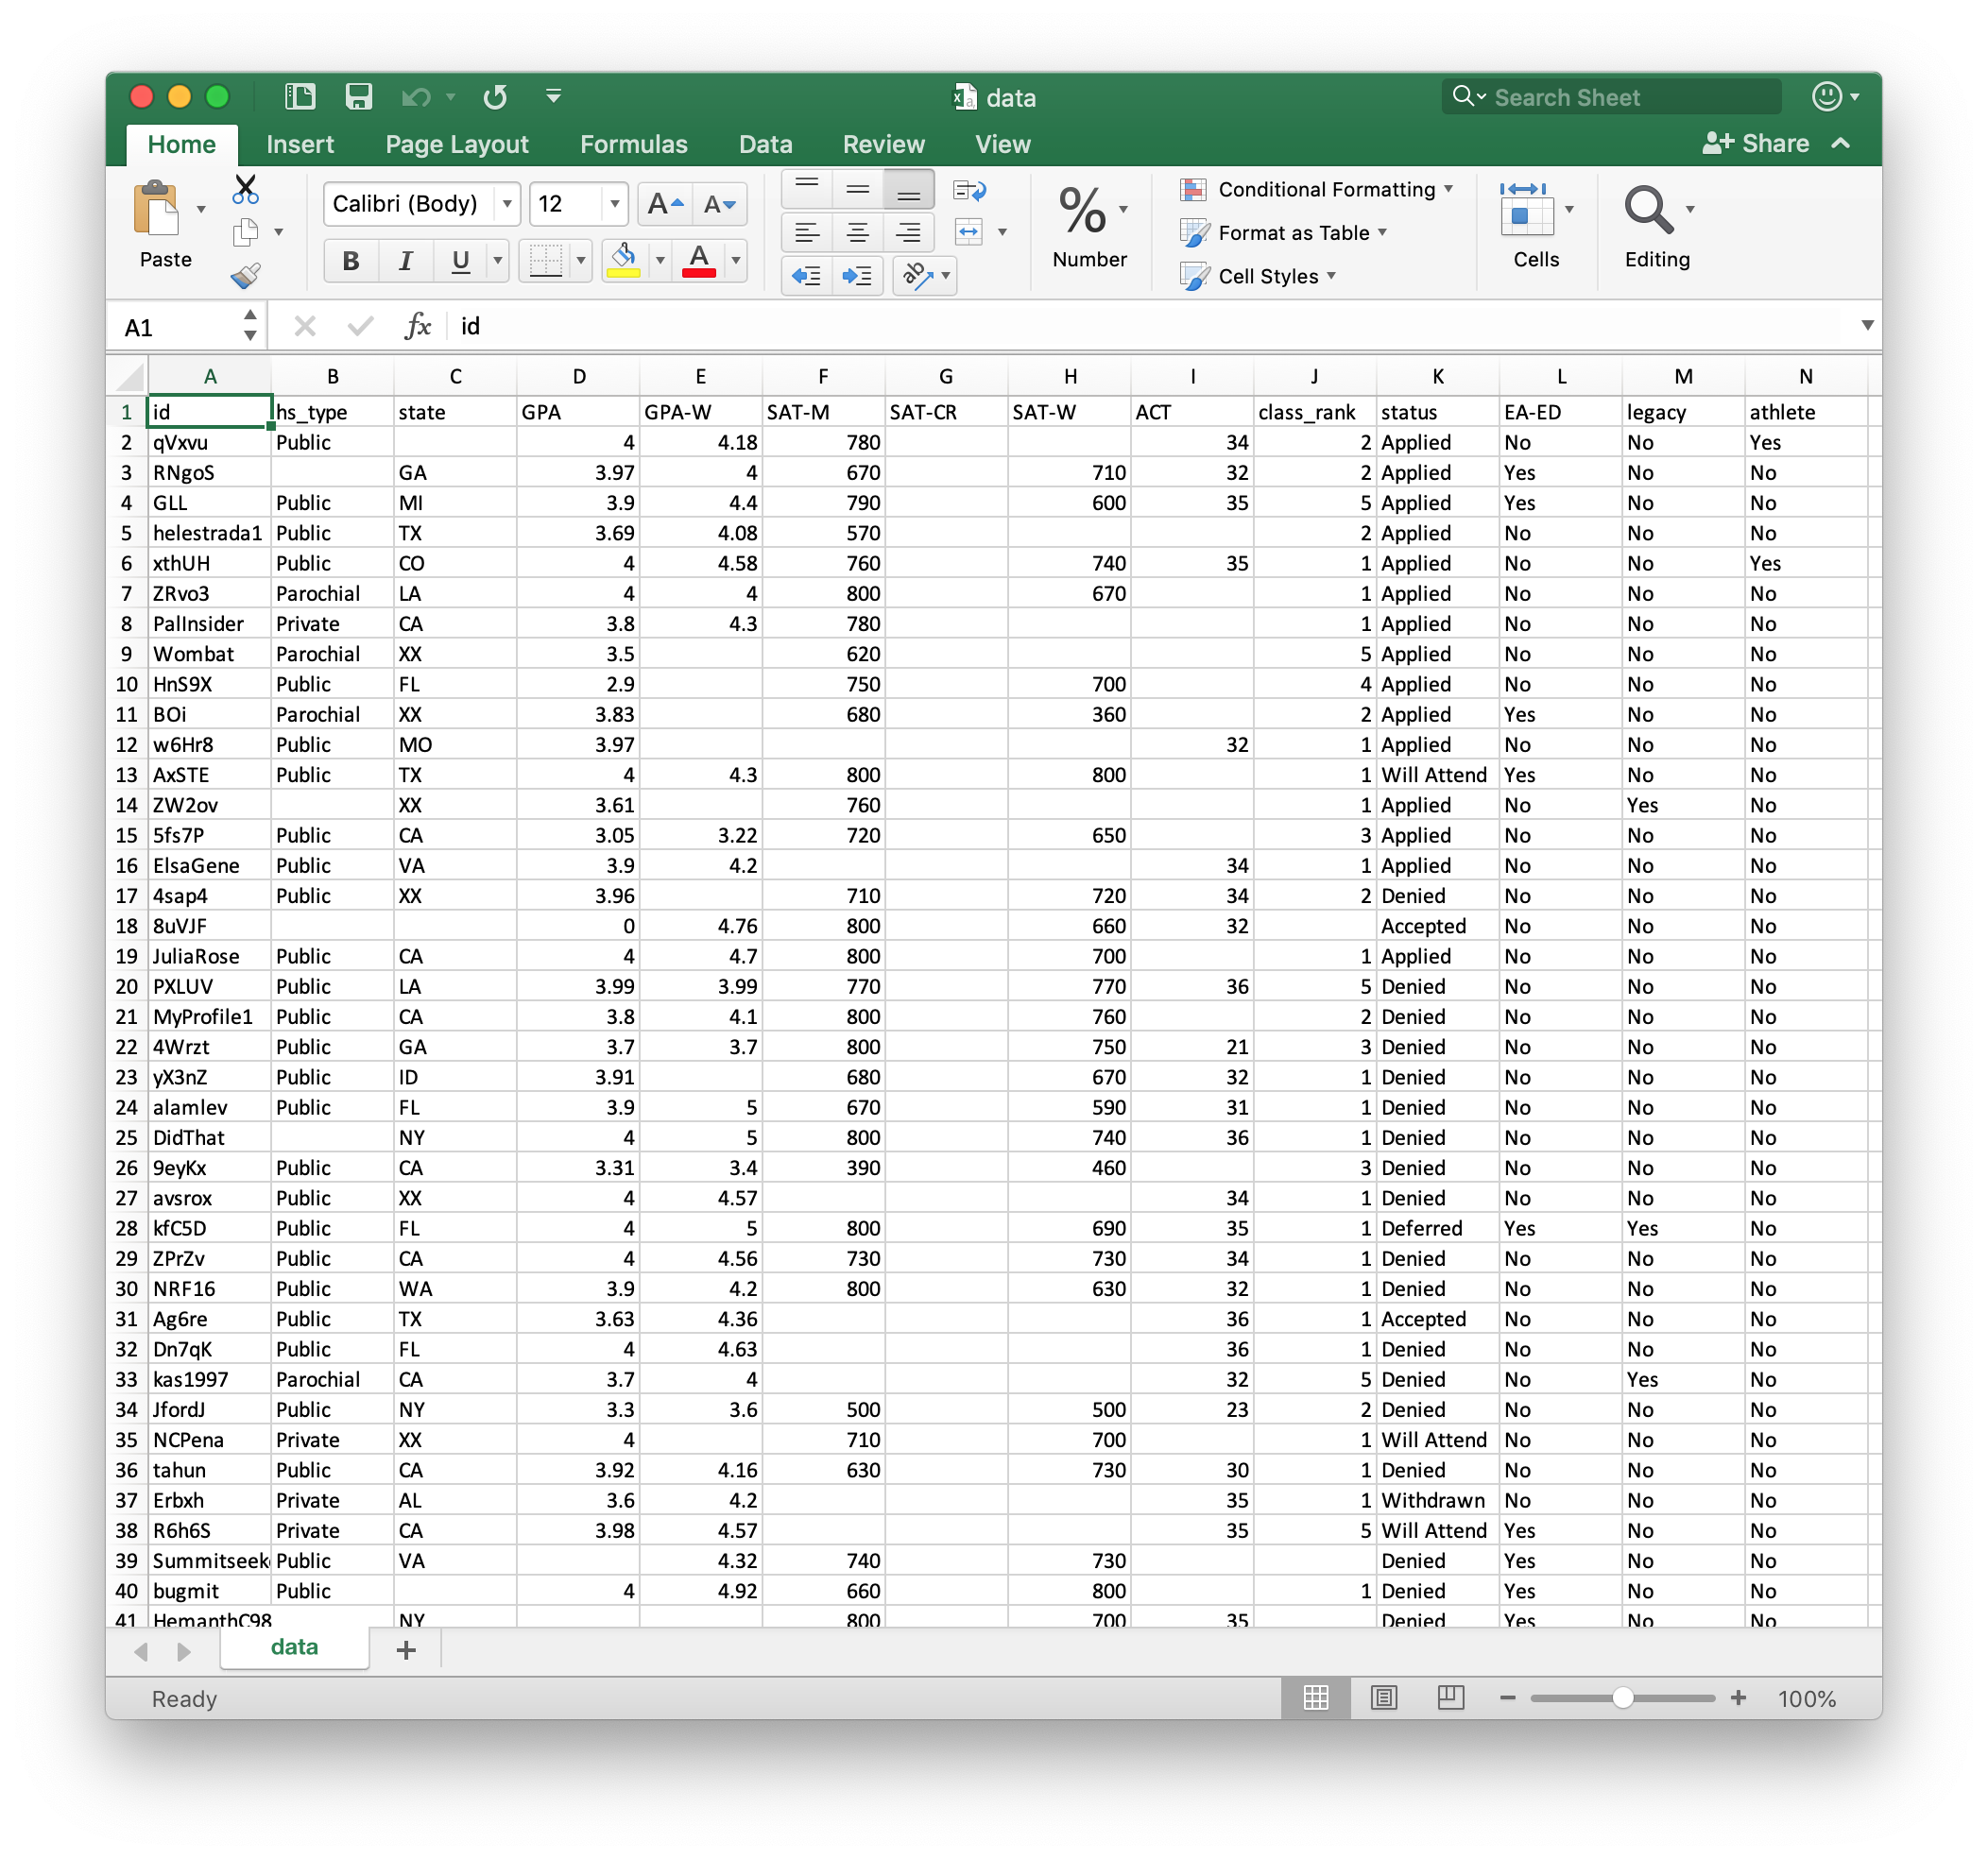 data
Search Sheet
Home Insert Page Layout Formulas Data Review View Share
Paste
Calibri (Body) 12
A A
B I U A
ab
% Number
Conditional Formatting
Format as Table
Cell Styles
Cells
Editing
A1 fx id
A B C D E F G H I J K L M N
1 id hs_type state GPA GPA-W SAT-M SAT-CR SAT-W ACT class_rank status EA-ED legacy athlete
2 qVxvu Public 4 4.18 780 34 2 Applied No No Yes
3 RNgoS GA 3.97 4 670 710 32 2 Applied Yes No No
4 GLL Public MI 3.9 4.4 790 600 35 5 Applied Yes No No
5 helestrada1 Public TX 3.69 4.08 570 2 Applied No No No
6 xthUH Public CO 4 4.58 760 740 35 1 Applied No No Yes
7 ZRvo3 Parochial LA 4 4 800 670 1 Applied No No No
8 PalInsider Private CA 3.8 4.3 780 1 Applied No No No
9 Wombat Parochial XX 3.5 620 5 Applied No No No
10 HnS9X Public FL 2.9 750 700 4 Applied No No No
11 BOi Parochial XX 3.83 680 360 2 Applied Yes No No
12 w6Hr8 Public MO 3.97 32 1 Applied No No No
13 AxSTE Public TX 4 4.3 800 800 1 Will Attend Yes No No
14 ZW2ov XX 3.61 760 1 Applied No Yes No
15 5fs7P Public CA 3.05 3.22 720 650 3 Applied No No No
16 ElsaGene Public VA 3.9 4.2 34 1 Applied No No No
17 4sap4 Public XX 3.96 710 720 34 2 Denied No No No
18 8uVJF 0 4.76 800 660 32 Accepted No No No
19 JuliaRose Public CA 4 4.7 800 700 1 Applied No No No
20 PXLUV Public LA 3.99 3.99 770 770 36 5 Denied No No No
21 MyProfile1 Public CA 3.8 4.1 800 760 2 Denied No No No
22 4Wrzt Public GA 3.7 3.7 800 750 21 3 Denied No No No
23 yX3nZ Public ID 3.91 680 670 32 1 Denied No No No
24 alamlev Public FL 3.9 5 670 590 31 1 Denied No No No
25 DidThat NY 4 5 800 740 36 1 Denied No No No
26 9eyKx Public CA 3.31 3.4 390 460 3 Denied No No No
27 avsrox Public XX 4 4.57 34 1 Denied No No No
28 kfC5D Public FL 4 5 800 690 35 1 Deferred Yes Yes No
29 ZPrZv Public CA 4 4.56 730 730 34 1 Denied No No No
30 NRF16 Public WA 3.9 4.2 800 630 32 1 Denied No No No
31 Ag6re Public TX 3.63 4.36 36 1 Accepted No No No
32 Dn7qK Public FL 4 4.63 36 1 Denied No No No
33 kas1997 Parochial CA 3.7 4 32 5 Denied No Yes No
34 JfordJ Public NY 3.3 3.6 500 500 23 2 Denied No No No
35 NCPena Private XX 4 710 700 1 Will Attend No No No
36 tahun Public CA 3.92 4.16 630 730 30 1 Denied No No No
37 Erbxh Private AL 3.6 4.2 35 1 Withdrawn No No No
38 R6h6S Private CA 3.98 4.57 35 5 Will Attend Yes No No
39 Summitseek Public VA 4.32 740 730 Denied Yes No No
40 bugmit Public 4 4.92 660 800 1 Denied Yes No No
41 HemanthC98 NY 800 700 35 Denied Yes No No
data +
Ready 100%